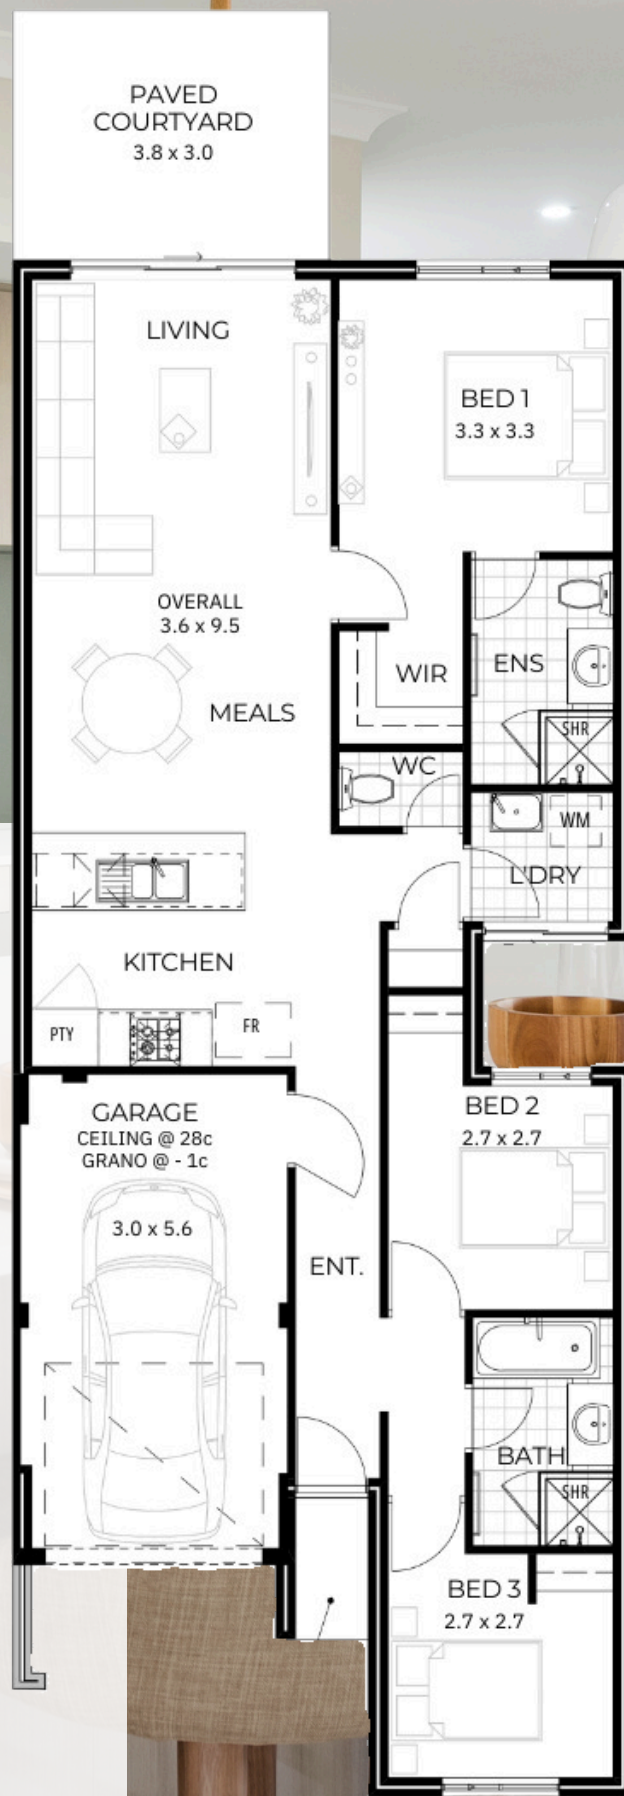 PAVED
COURTYARD
3.8 x 3.0
LIVING
BED 1
3.3 x 3.3
OVERALL
3.6 x 9.5
MEALS
WIR
ENS
SHR
WC
WM
L'DRY
KITCHEN
PTY
FR
GARAGE
CEILING @ 28c
GRANO @ - 1c
3.0 x 5.6
BED 2
2.7 x 2.7
ENT.
BATH
SHR
BED 3
2.7 x 2.7